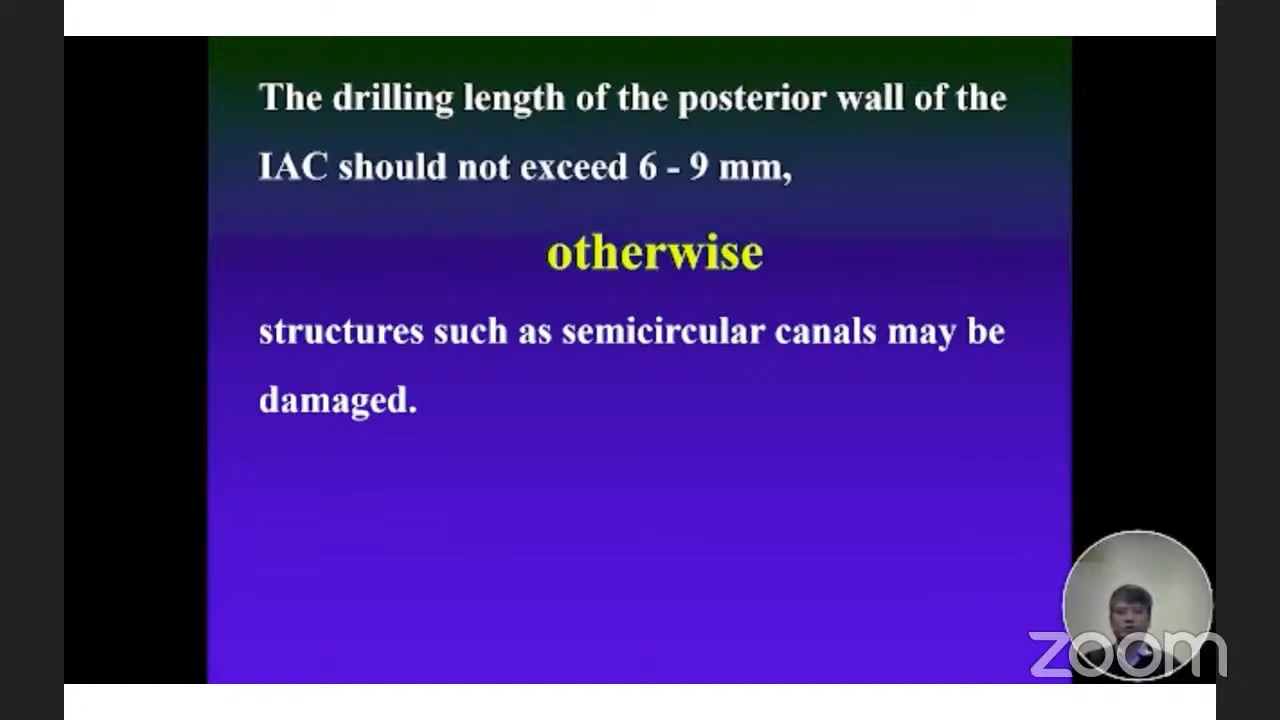 The drilling length of the posterior wall of the
IAC should not exceed 6 - 9 mm,
otherwise
structures such as semicircular canals may be
damaged.
zoom